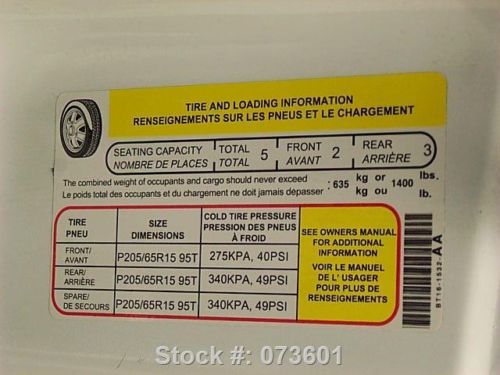 TIRE AND LOADING INFORMATION
RENSEIGNEMENTS SUR LES PNEUS ET LE CHARGEMENT
SEATING CAPACITY TOTAL 5 FRONT 2 REAR 3
NOMBRE DE PLACES TOTAL AVANT ARRIÈRE
The combined weight of occupants and cargo should never exceed : 635 kg or 1400 lbs.
Le poids total des occupants et du chargement ne doit jamais dépasser kg ou lb.
TIRE SIZE COLD TIRE PRESSURE
PNEU DIMENSIONS PRESSION DES PNEUS
À FROID
FRONT/
AVANT P205/65R15 95T 275KPA, 40PSI
REAR/
ARRIÈRE P205/65R15 95T 340KPA, 49PSI
SPARE/
DE SECOURS P205/65R15 95T 340KPA, 49PSI
SEE OWNERS MANUAL
FOR ADDITIONAL
INFORMATION
VOIR LE MANUEL
DE L' USAGER
POUR PLUS DE
RENSEIGNEMENTS
BT16-1532-AA
Stock #: 073601